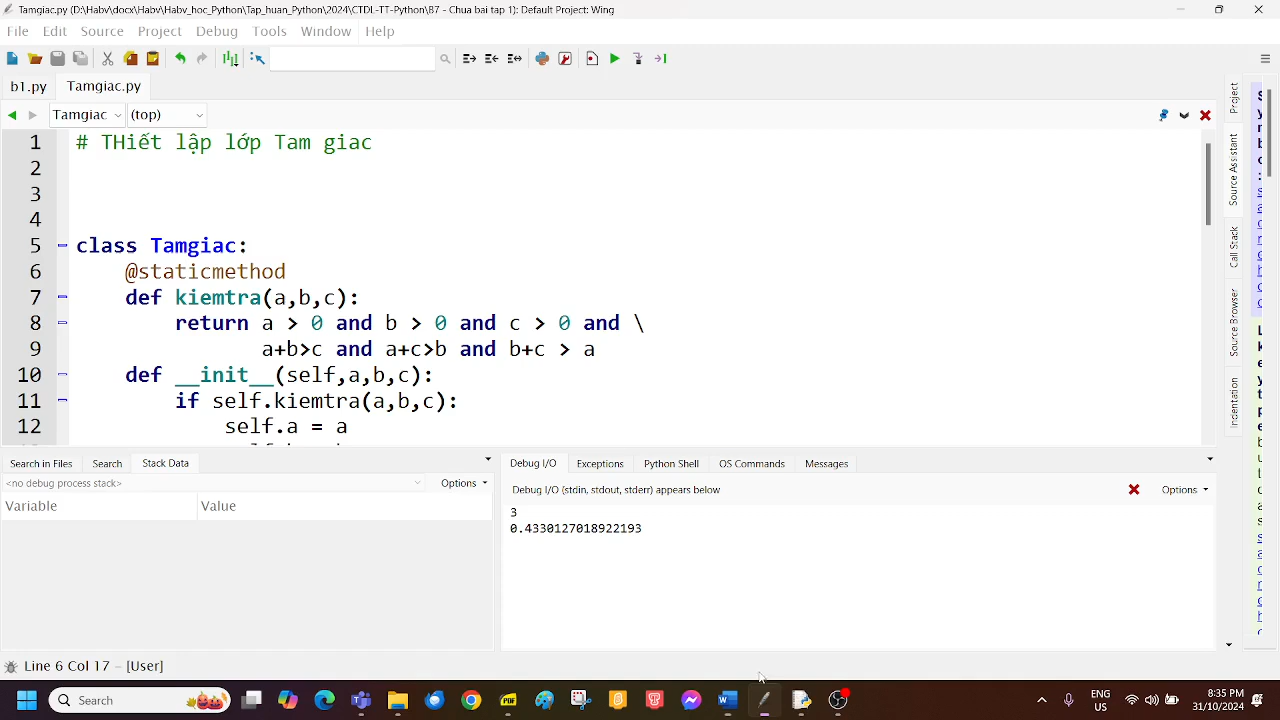 Tamgiac.py (D:\Habv\docx\Habv\Habv_hoc_Python\Tap_huan_Python\2024\CTDL-TT-Python\B7 - Chua bai tap 1): Default Project: Wing
File Edit Source Project Debug Tools Window Help
b1.py Tamgiac.py
Tamgiac (top)
1 # THiết lập lớp Tam giac
2
3
4
5 class Tamgiac:
6 @staticmethod
7 def kiemtra(a,b,c):
8 return a > 0 and b > 0 and c > 0 and \
9 a+b>c and a+c>b and b+c > a
10 def __init__(self,a,b,c):
11 if self.kiemtra(a,b,c):
12 self.a = a
Project
Source Assistant
Call Stack
Source Browser
Indentation
Search in Files Search Stack Data
<no debug process stack> Options
Variable Value
Debug I/O Exceptions Python Shell OS Commands Messages
Debug I/O (stdin, stdout, stderr) appears below Options
3
0.4330127018922193
Line 6 Col 17 – [User]
Search
PDF
ENG
US
8:35 PM
31/10/2024